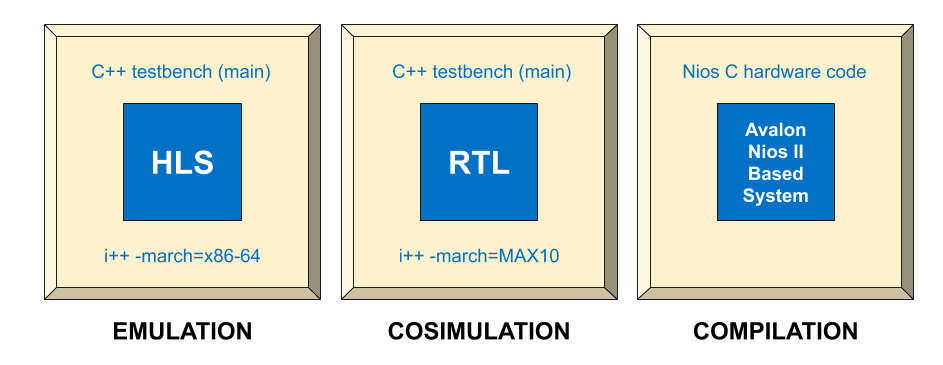 C++ testbench (main)
HLS
i++ -march=x86-64
EMULATION
C++ testbench (main)
RTL
i++ -march=MAX10
COSIMULATION
Nios C hardware code
Avalon
Nios II
Based
System
COMPILATION